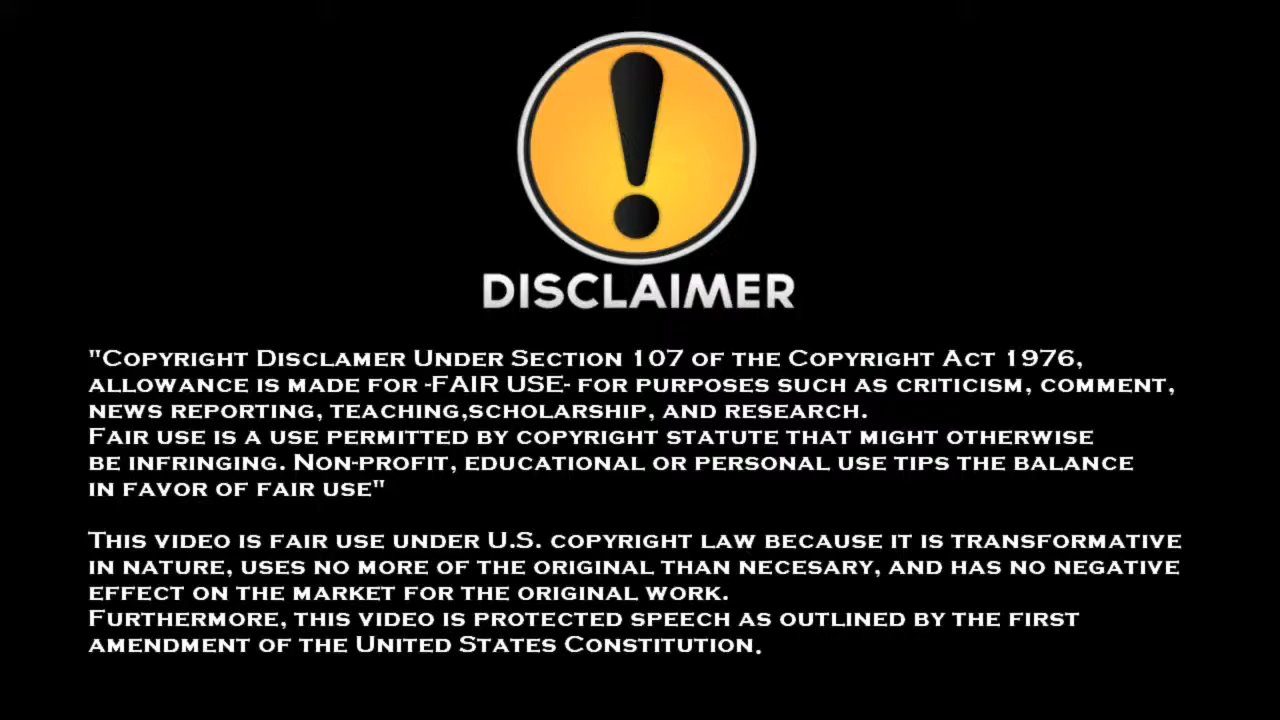 DISCLAIMER
"Copyright Disclamer Under Section 107 of the Copyright Act 1976,
allowance is made for -FAIR USE- for purposes such as criticism, comment,
news reporting, teaching,scholarship, and research.
Fair use is a use permitted by copyright statute that might otherwise
be infringing. Non-profit, educational or personal use tips the balance
in favor of fair use"
This video is fair use under U.S. copyright law because it is transformative
in nature, uses no more of the original than necesary, and has no negative
effect on the market for the original work.
Furthermore, this video is protected speech as outlined by the first
amendment of the United States Constitution.